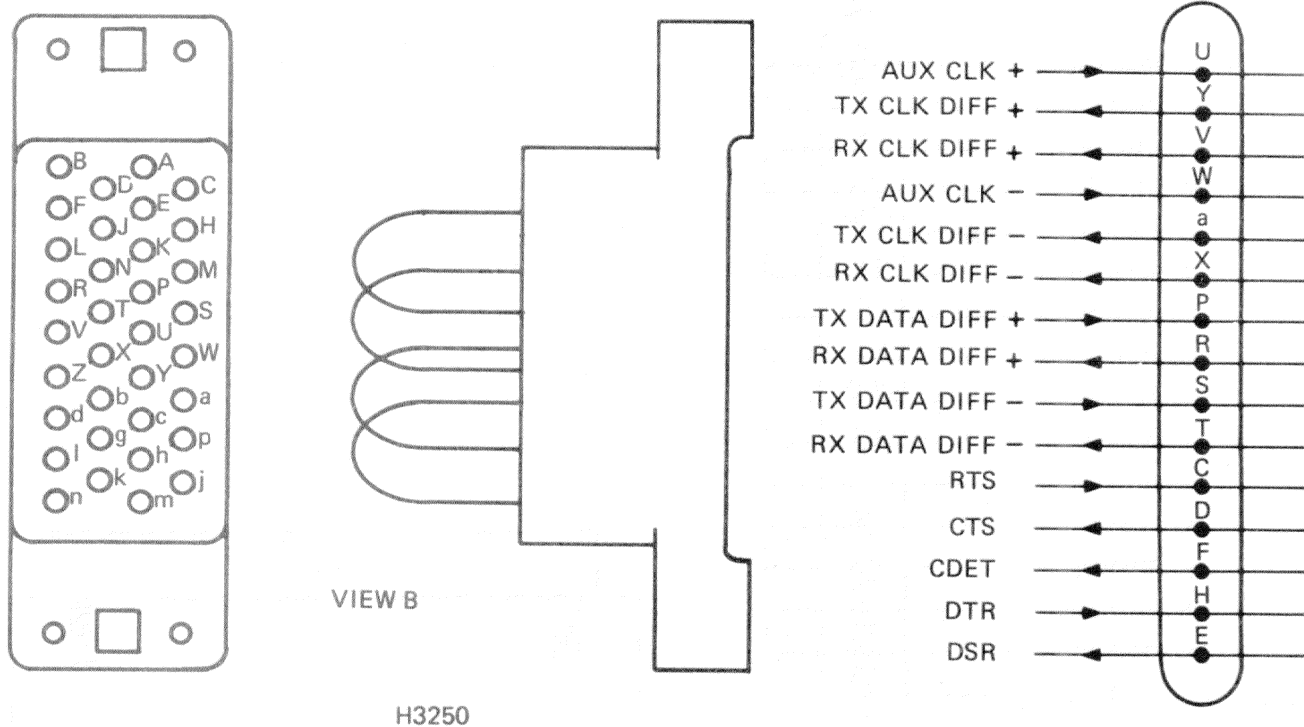 B A
D C
F E
J H
L K
N M
R P
T S
V U
X W
Z Y
b a
d c
g p
l h
k j
n m
VIEW B
H3250
U
AUX CLK +
Y
TX CLK DIFF +
V
RX CLK DIFF +
W
AUX CLK −
a
TX CLK DIFF −
X
RX CLK DIFF −
P
TX DATA DIFF +
R
RX DATA DIFF +
S
TX DATA DIFF −
T
RX DATA DIFF −
C
RTS
D
CTS
F
CDET
H
DTR
E
DSR